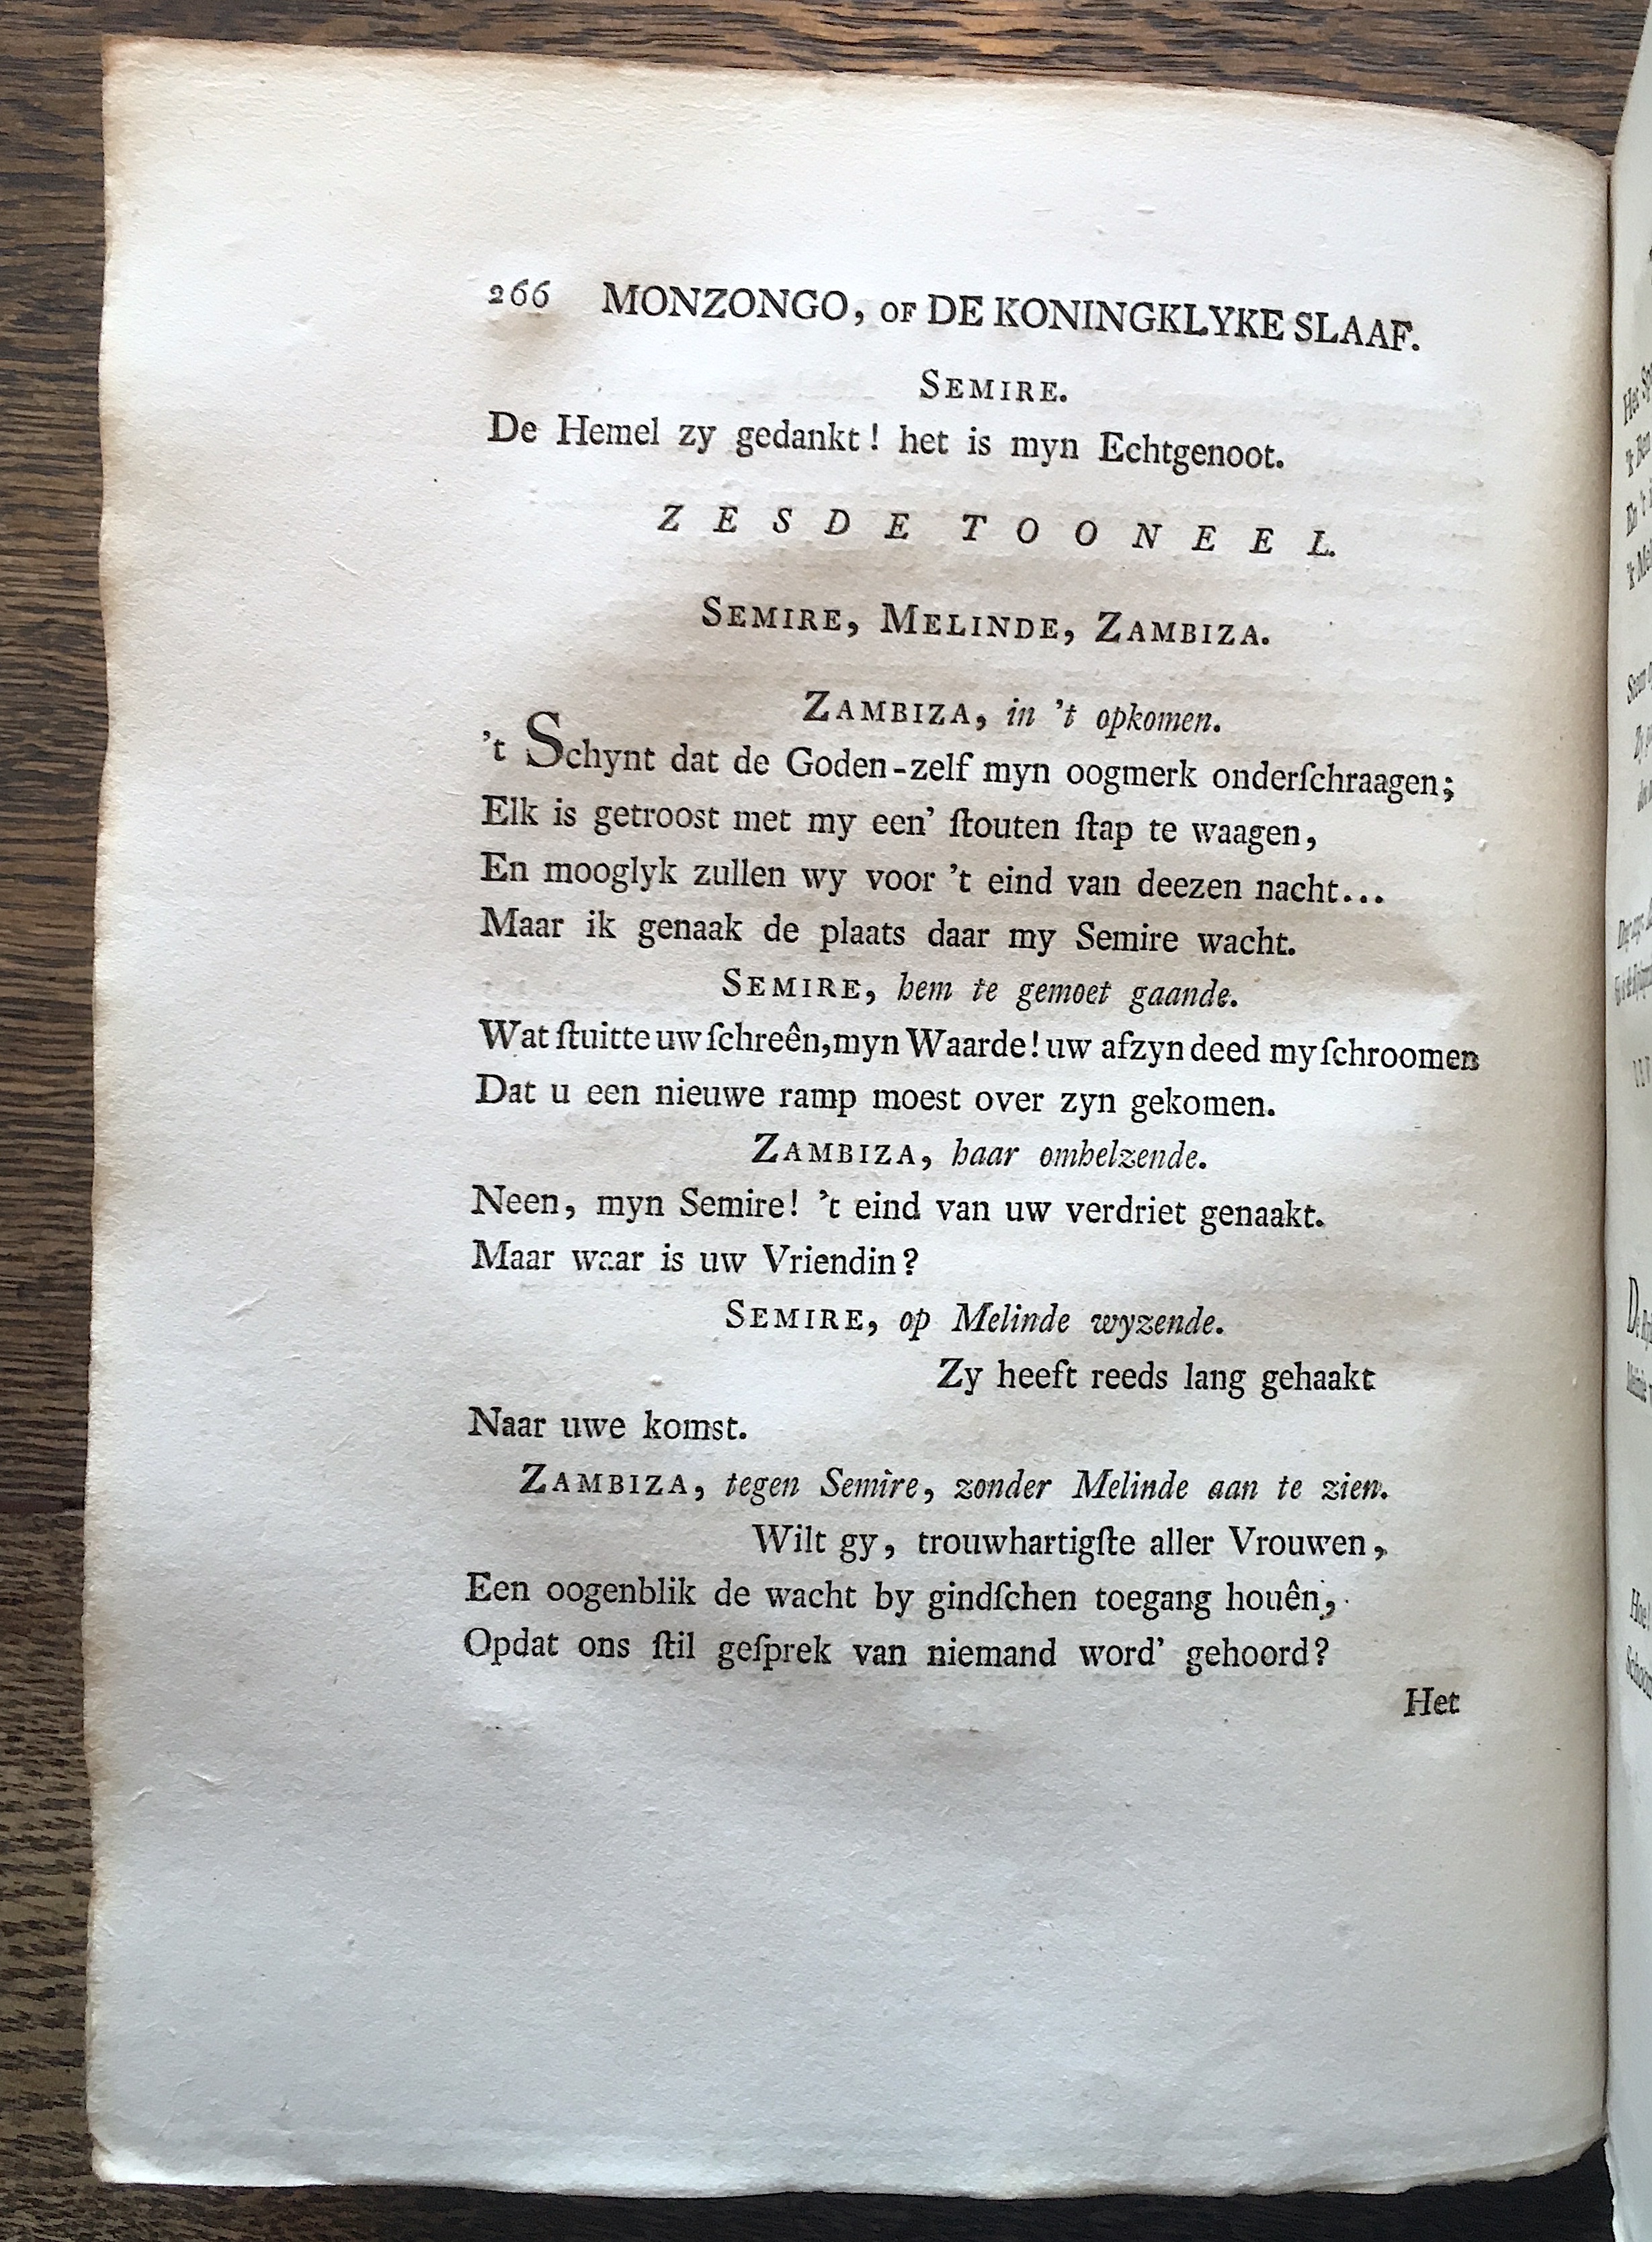 266 MONZONGO, OF DE KONINGKLYKE SLAAF.
SEMIRE.
De Hemel zy gedankt! het is myn Echtgenoot.
ZESDE TOONEEL.
SEMIRE, MELINDE, ZAMBIZA.
ZAMBIZA, in 't opkomen.
't Schynt dat de Goden-zelf myn oogmerk onderſchraagen;
Elk is getroost met my een' ſtouten ſtap te waagen,
En mooglyk zullen wy voor 't eind van deezen nacht...
Maar ik genaak de plaats daar my Semire wacht.
SEMIRE, hem te gemoet gaande.
Wat ſtuitte uw ſchreên, myn Waarde! uw afzyn deed my ſchroomen
Dat u een nieuwe ramp moest over zyn gekomen.
ZAMBIZA, haar omhelzende.
Neen, myn Semire! 't eind van uw verdriet genaakt.
Maar waar is uw Vriendin?
SEMIRE, op Melinde wyzende.
Zy heeft reeds lang gehaakt
Naar uwe komst.
ZAMBIZA, tegen Semire, zonder Melinde aan te zien.
Wilt gy, trouwhartigſte aller Vrouwen,
Een oogenblik de wacht by gindſchen toegang houên,
Opdat ons ſtil geſprek van niemand word' gehoord?
Het